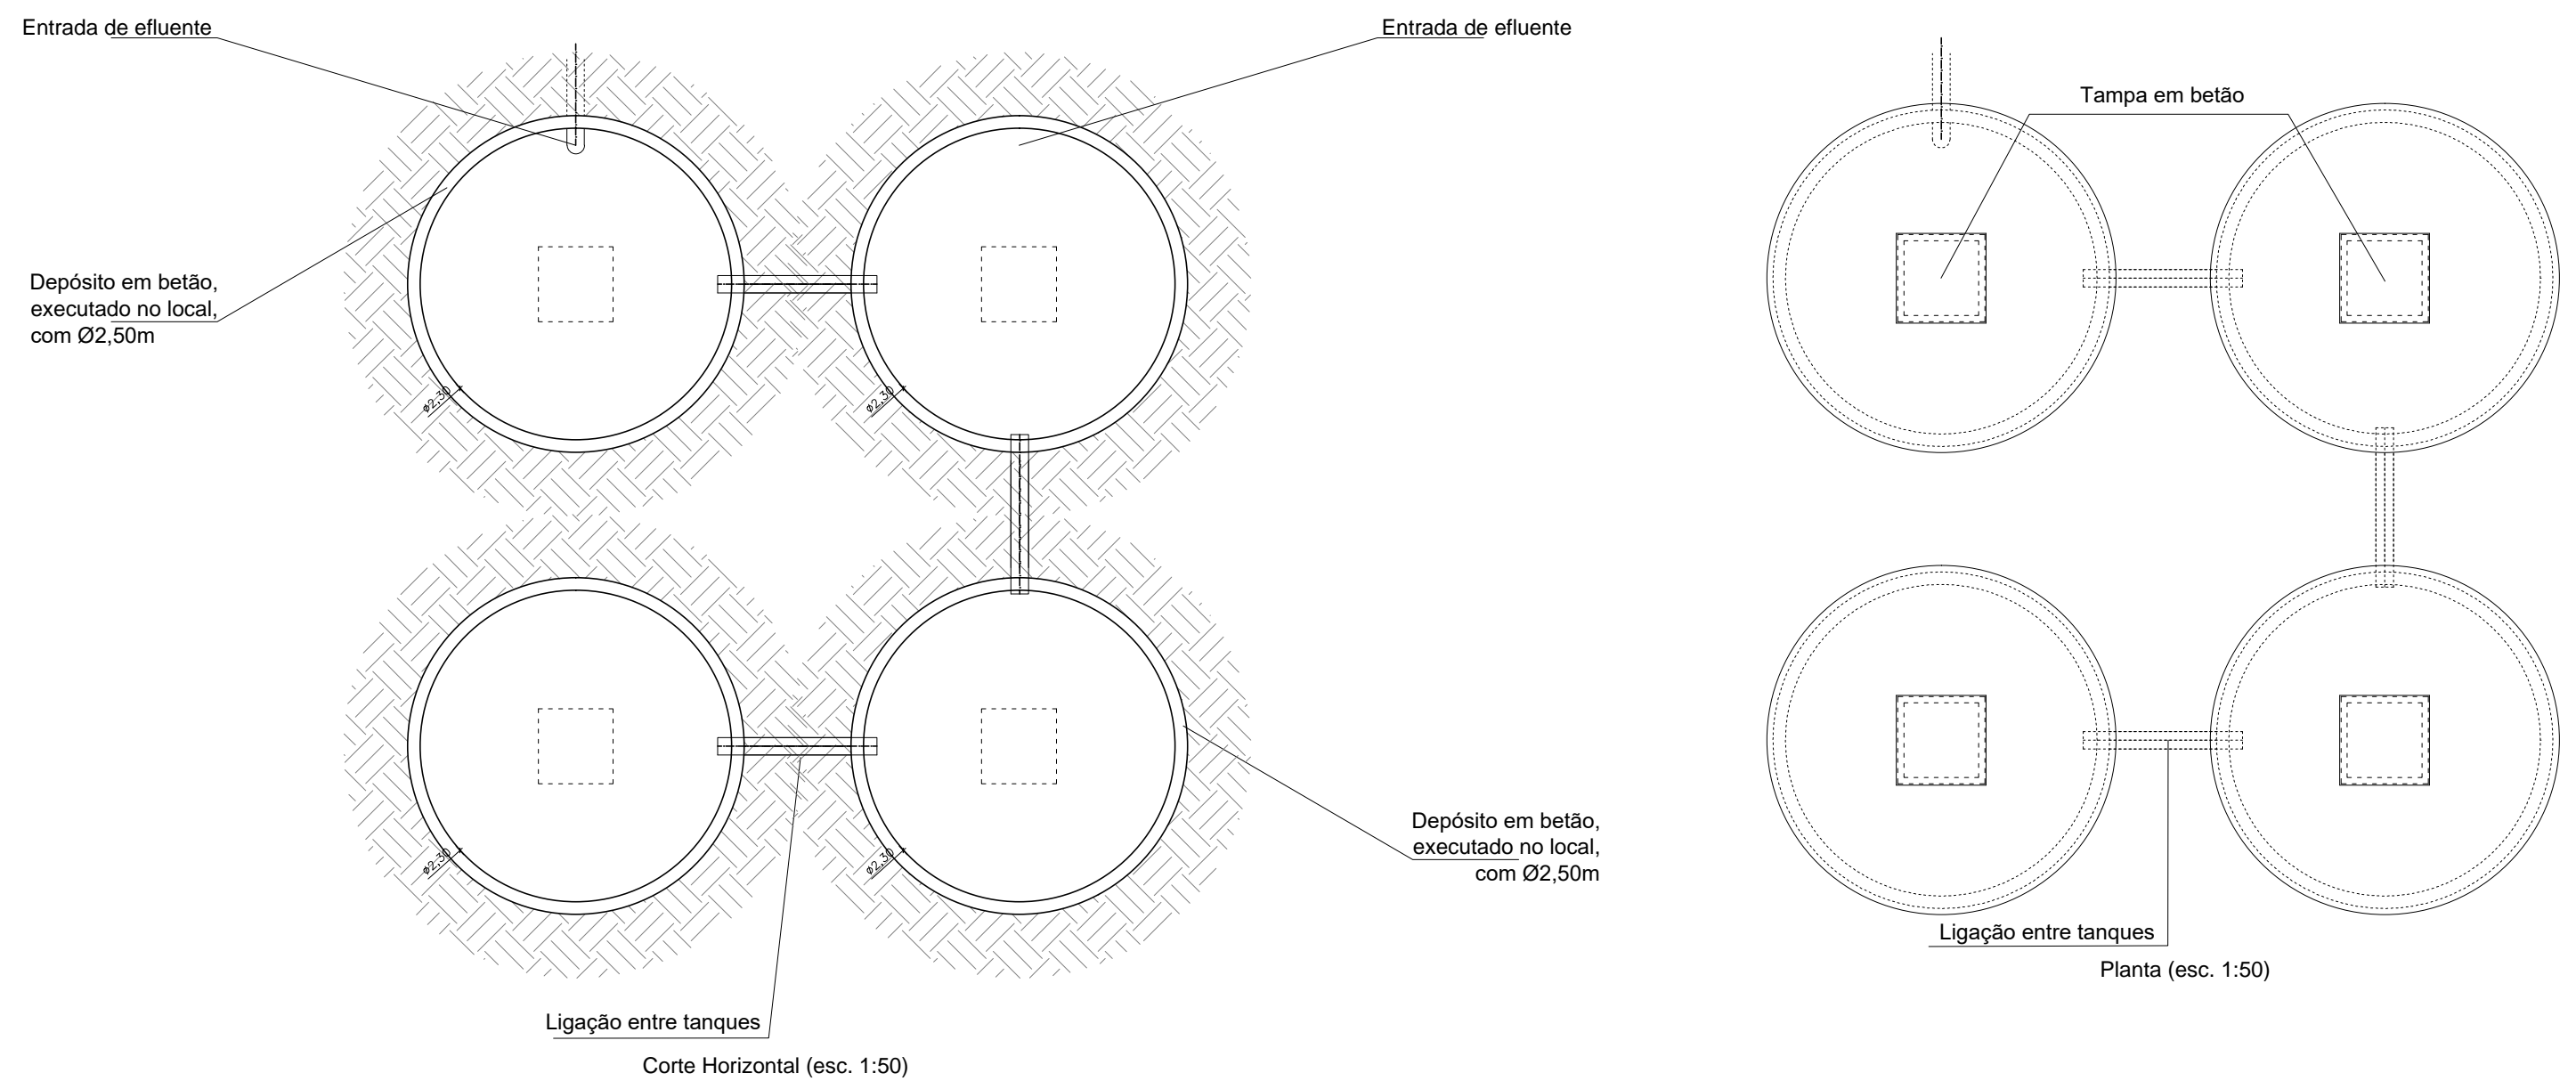 Entrada de efluente
Entrada de efluente
Tampa em betão
Depósito em betão,
executado no local,
com Ø2,50m
ø2,30
ø2,30
Depósito em betão,
executado no local,
com Ø2,50m
ø2,30
ø2,30
Ligação entre tanques
Planta (esc. 1:50)
Ligação entre tanques
Corte Horizontal (esc. 1:50)